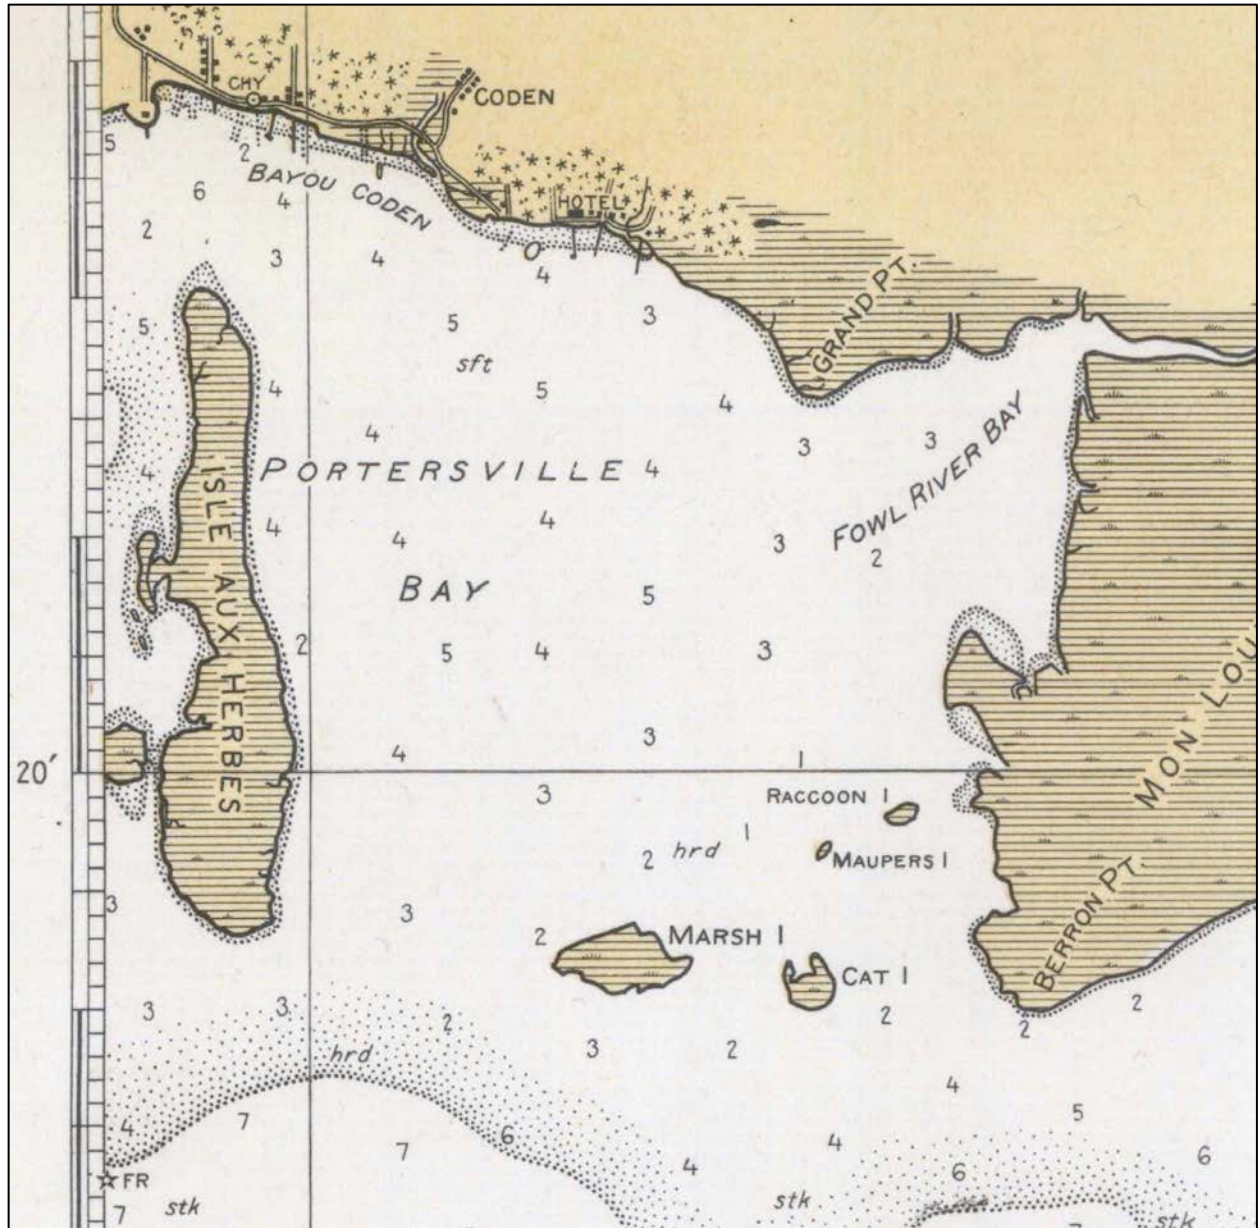 CHY
CODEN
5
2
BAYOU CODEN
6
4
HOTEL
2
3
4
4
GRAND PT.
5
5
3
sft
4
5
4
4
3
3
FOWL RIVER BAY
4
PORTERSVILLE
4
ISLE AUX HERBES
4
4
4
3
2
BAY
5
2
5
4
3
MON LOU
3
4
1
20′
3
RACCOON I
1
2
hrd
MAUPERS I
3
3
2
MARSH I
BERRON PT.
CAT I
3
3
2
2
2
2
hrd
3
2
4
5
4
7
6
4
7
4
6
6
FR
7
stk
stk
stk